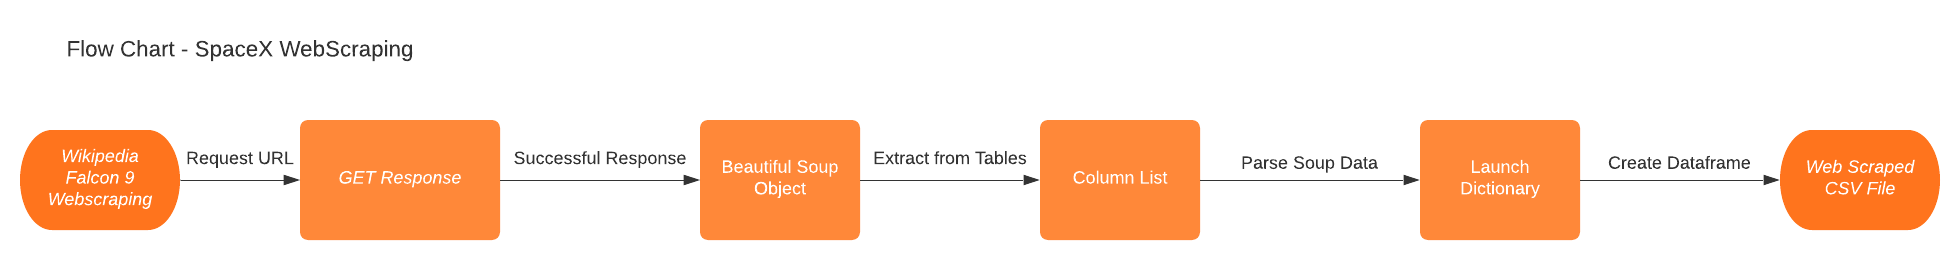 Flow Chart - SpaceX WebScraping
Wikipedia
Falcon 9
Webscraping
Request URL
GET Response
Successful Response
Beautiful Soup
Object
Extract from Tables
Column List
Parse Soup Data
Launch
Dictionary
Create Dataframe
Web Scraped
CSV File